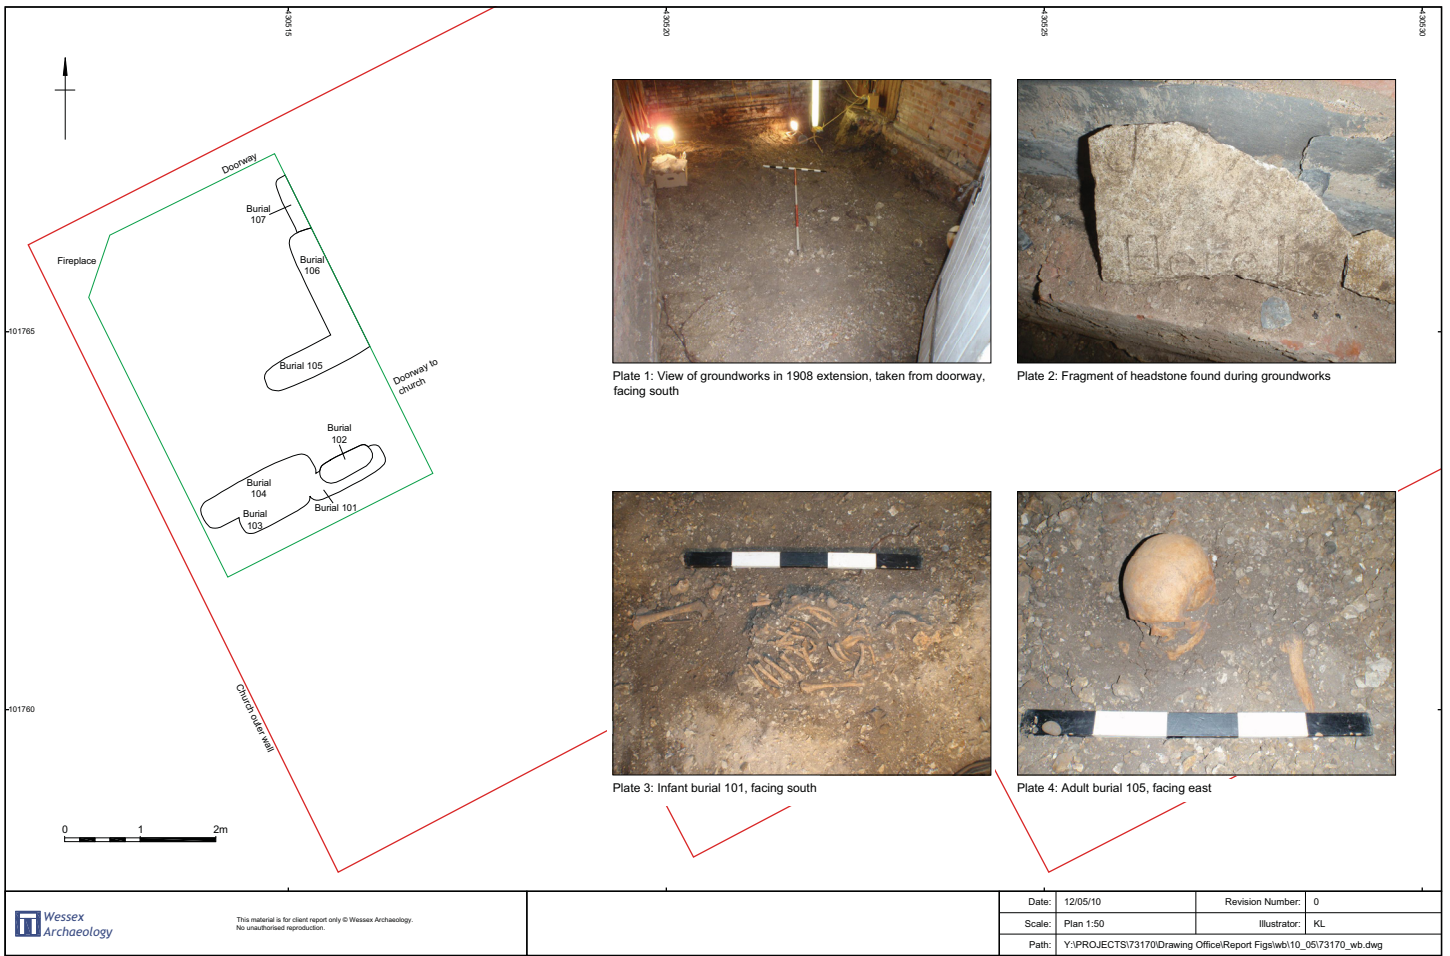 430515
430520
430525
430530
Doorway
Burial
107
Fireplace
Burial
106
101765
Burial 105
Doorway to
church
Burial
102
Burial
104
Burial
103
Burial 101
Church outer wall
101760
0 1 2m
Plate 1: View of groundworks in 1908 extension, taken from doorway,
facing south
Plate 2: Fragment of headstone found during groundworks
Plate 3: Infant burial 101, facing south
Plate 4: Adult burial 105, facing east
Wessex
Archaeology
This material is for client report only © Wessex Archaeology.
No unauthorised reproduction.
Date: 12/05/10 Revision Number: 0
Scale: Plan 1:50 Illustrator: KL
Path: Y:\PROJECTS\73170\Drawing Office\Report Figs\wb\10_05\73170_wb.dwg